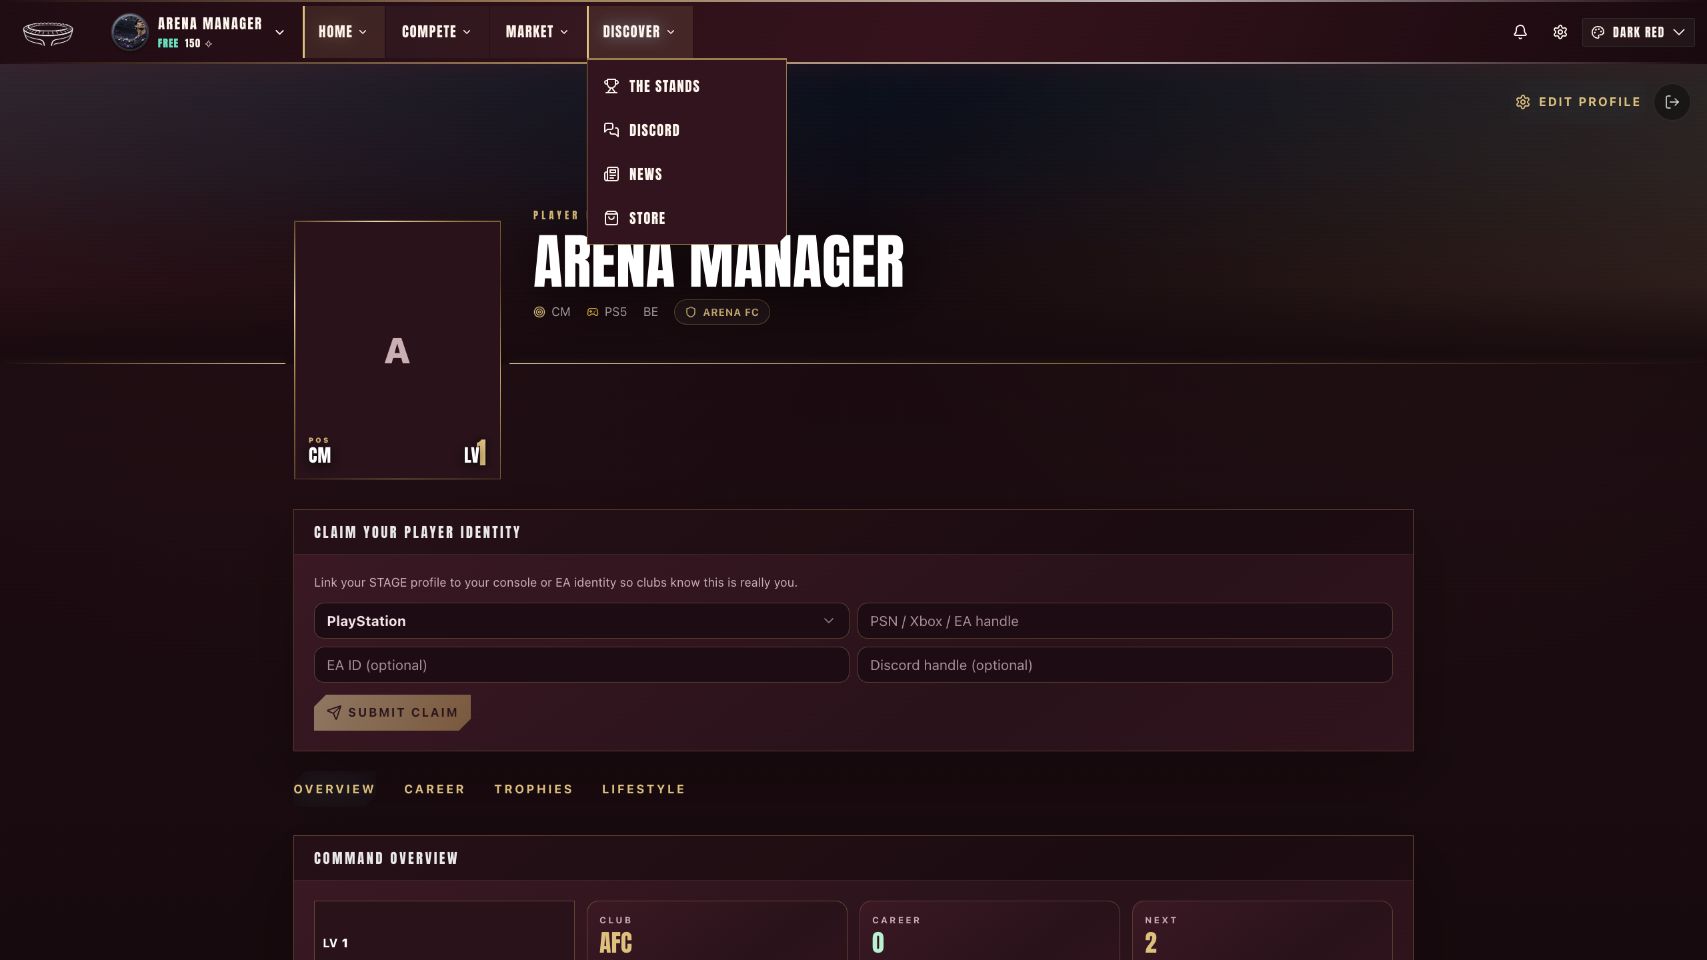 ARENA MANAGER
FREE 150
HOME
COMPETE
MARKET
DISCOVER
DARK RED
THE STANDS
DISCORD
NEWS
STORE
EDIT PROFILE
PLAYER
ARENA MANAGER
CM PS5 BE ARENA FC
A
POS
CM
LV1
CLAIM YOUR PLAYER IDENTITY
Link your STAGE profile to your console or EA identity so clubs know this is really you.
PlayStation
PSN / Xbox / EA handle
EA ID (optional)
Discord handle (optional)
SUBMIT CLAIM
OVERVIEW CAREER TROPHIES LIFESTYLE
COMMAND OVERVIEW
LV 1
CLUB
AFC
CAREER
0
NEXT
2